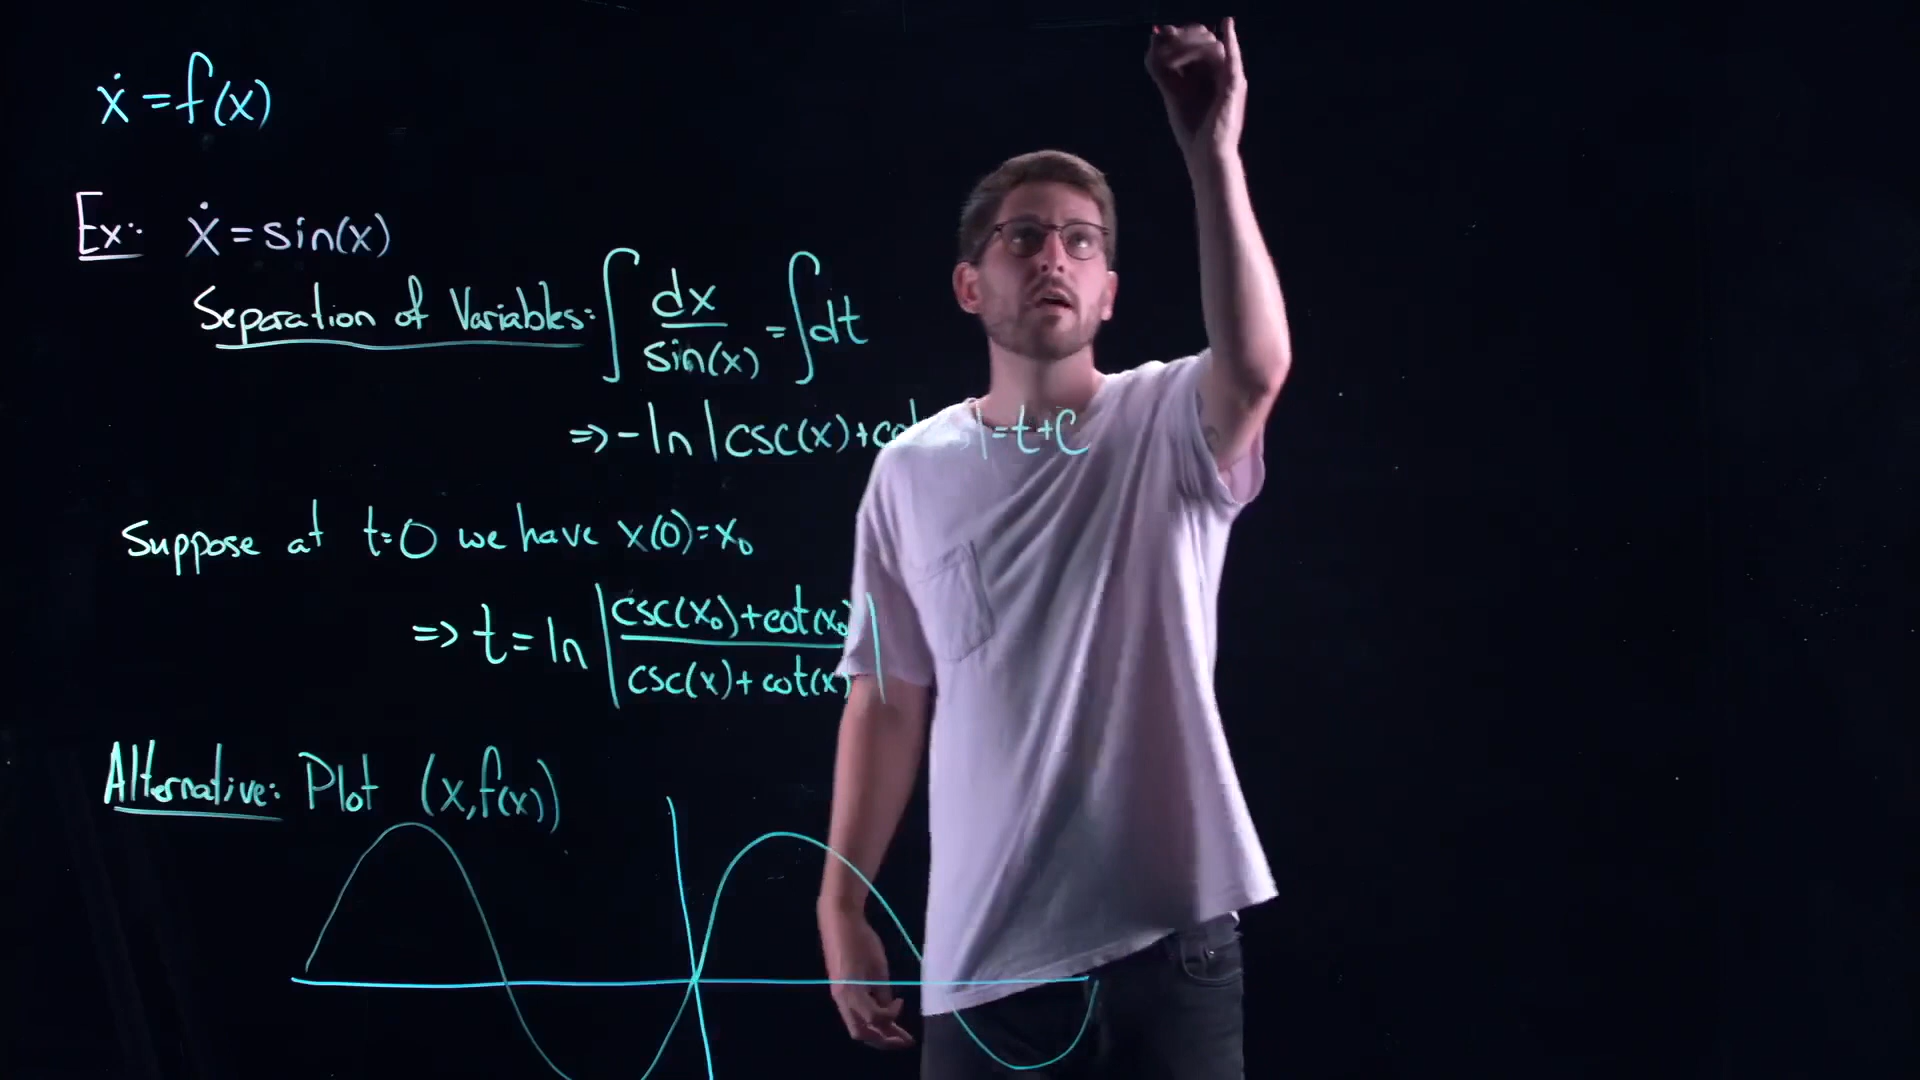 ẋ = f(x)
Ex: ẋ = sin(x)
Separation of Variables: ∫ dx/sin(x) = ∫ dt
⇒ -ln|csc(x)+cot(x)| = t+C
Suppose at t=0 we have x(0)=x₀
⇒ t = ln |csc(x₀)+cot(x₀) / csc(x)+cot(x)|
Alternative: Plot (x,f(x))